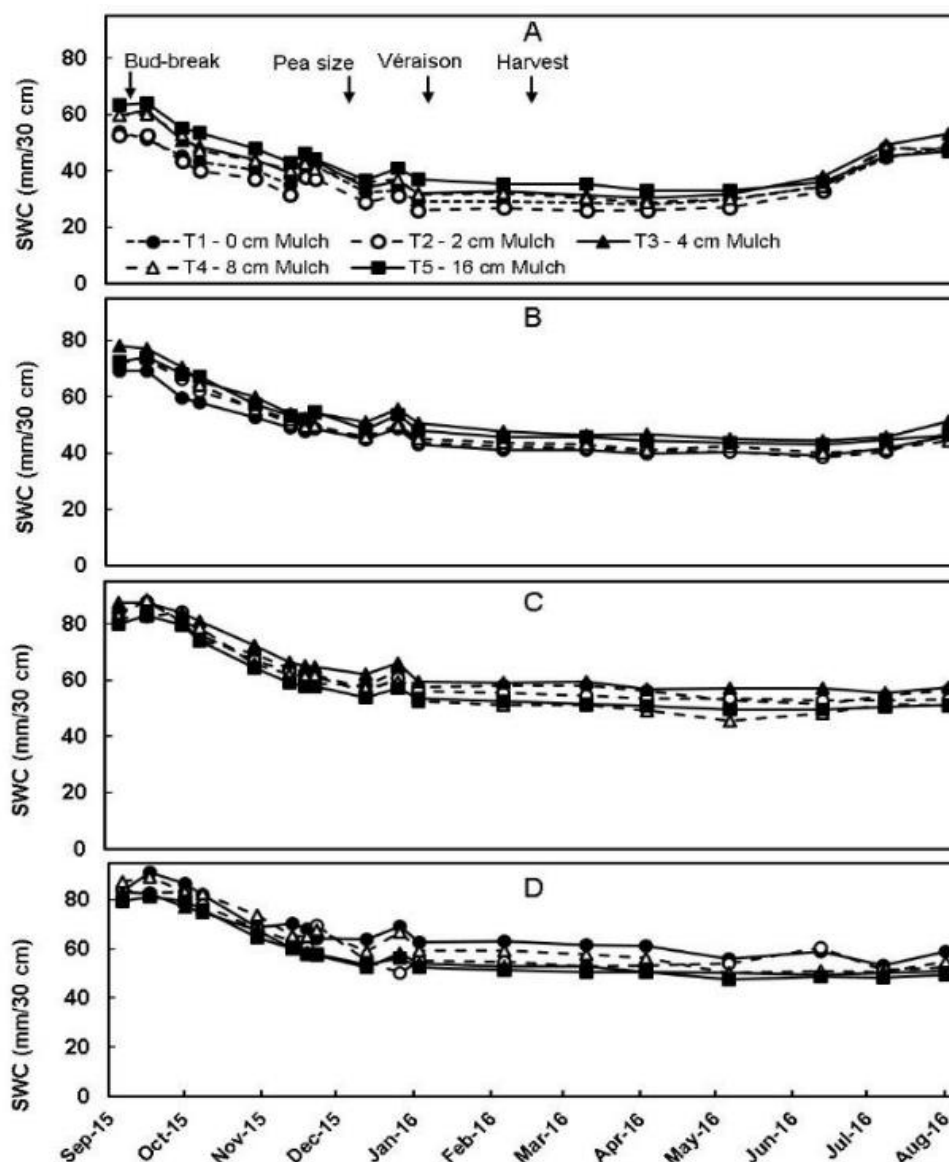 A
Bud-break Pea size Véraison Harvest
80
60
40
20
0
SWC (mm/30 cm)
T1 - 0 cm Mulch T2 - 2 cm Mulch T3 - 4 cm Mulch
T4 - 8 cm Mulch T5 - 16 cm Mulch
B
80
60
40
20
0
SWC (mm/30 cm)
C
80
60
40
20
0
SWC (mm/30 cm)
D
80
60
40
20
0
SWC (mm/30 cm)
Sep-15 Oct-15 Nov-15 Dec-15 Jan-16 Feb-16 Mar-16 Apr-16 May-16 Jun-16 Jul-16 Aug-16